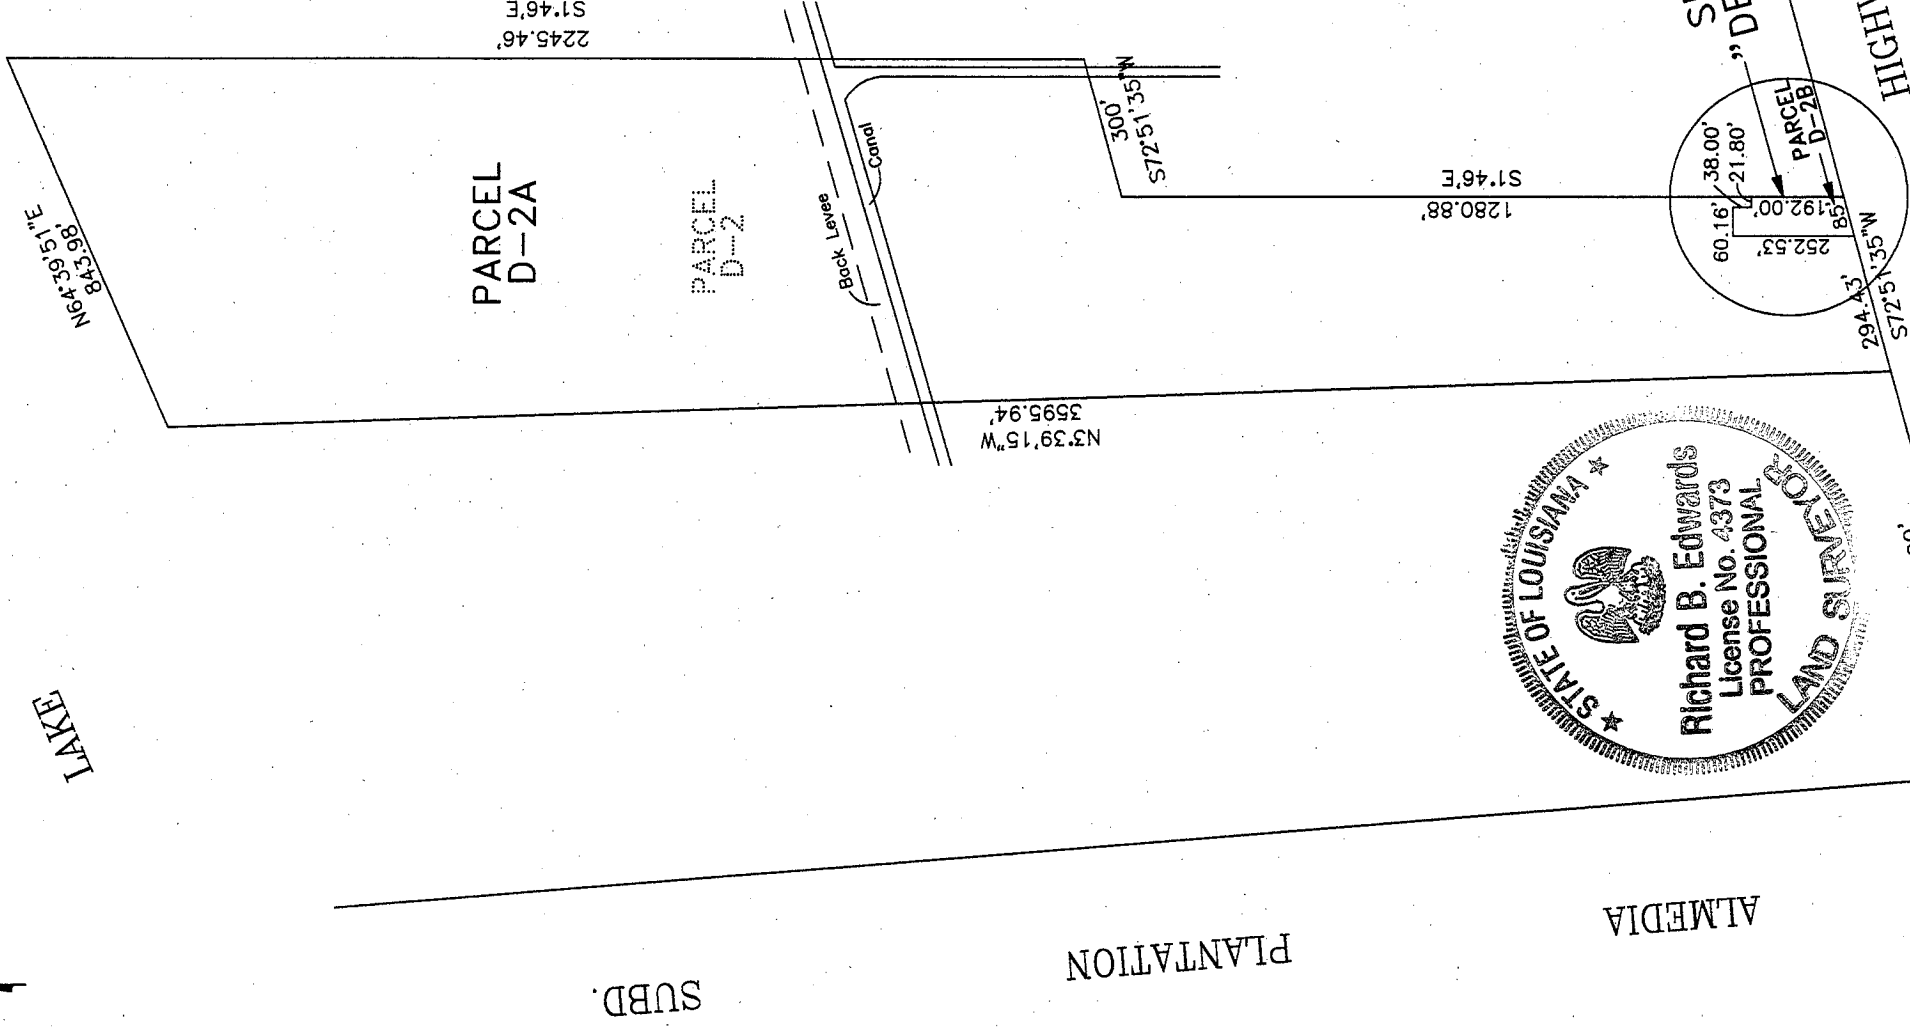 S1°46'E
2245.46'
N64°39'51"E
843.98'
PARCEL
D-2A
PARCEL
D-2
Back Levee
Canal
300'
S72°51'35"W
S1°46'E
1280.88'
N3°39'15"W
3595.94'
38.00'
21.80'
60.16'
192.00'
252.53'
85'
PARCEL
D-2B
294.43'
S72°51'35"W
STATE OF LOUISIANA
Richard B. Edwards
License No. 4373
PROFESSIONAL
LAND SURVEYOR
LAKE
SUBD.
PLANTATION
ALMEDIA